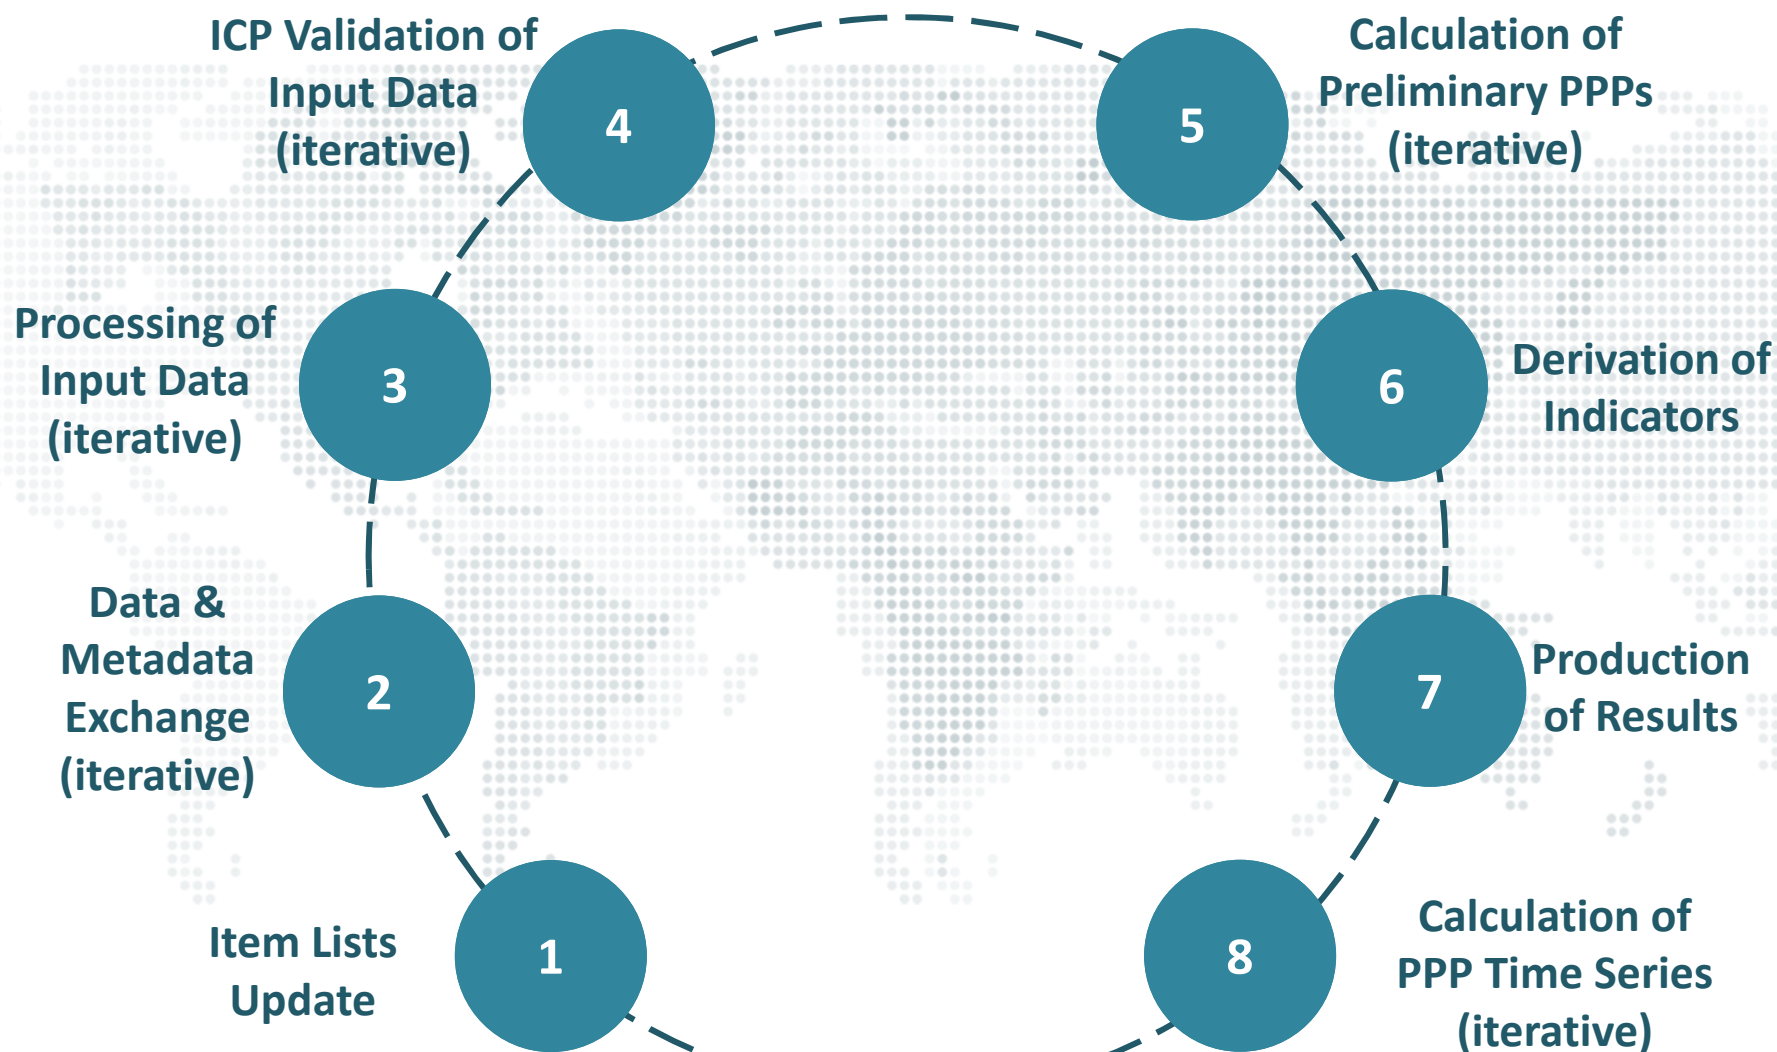 ICP Validation of
Input Data
(iterative)
4
5
Calculation of
Preliminary PPPs
(iterative)
Processing of
Input Data
(iterative)
3
6
Derivation of
Indicators
Data &
Metadata
Exchange
(iterative)
2
7
Production
of Results
Item Lists
Update
1
8
Calculation of
PPP Time Series
(iterative)